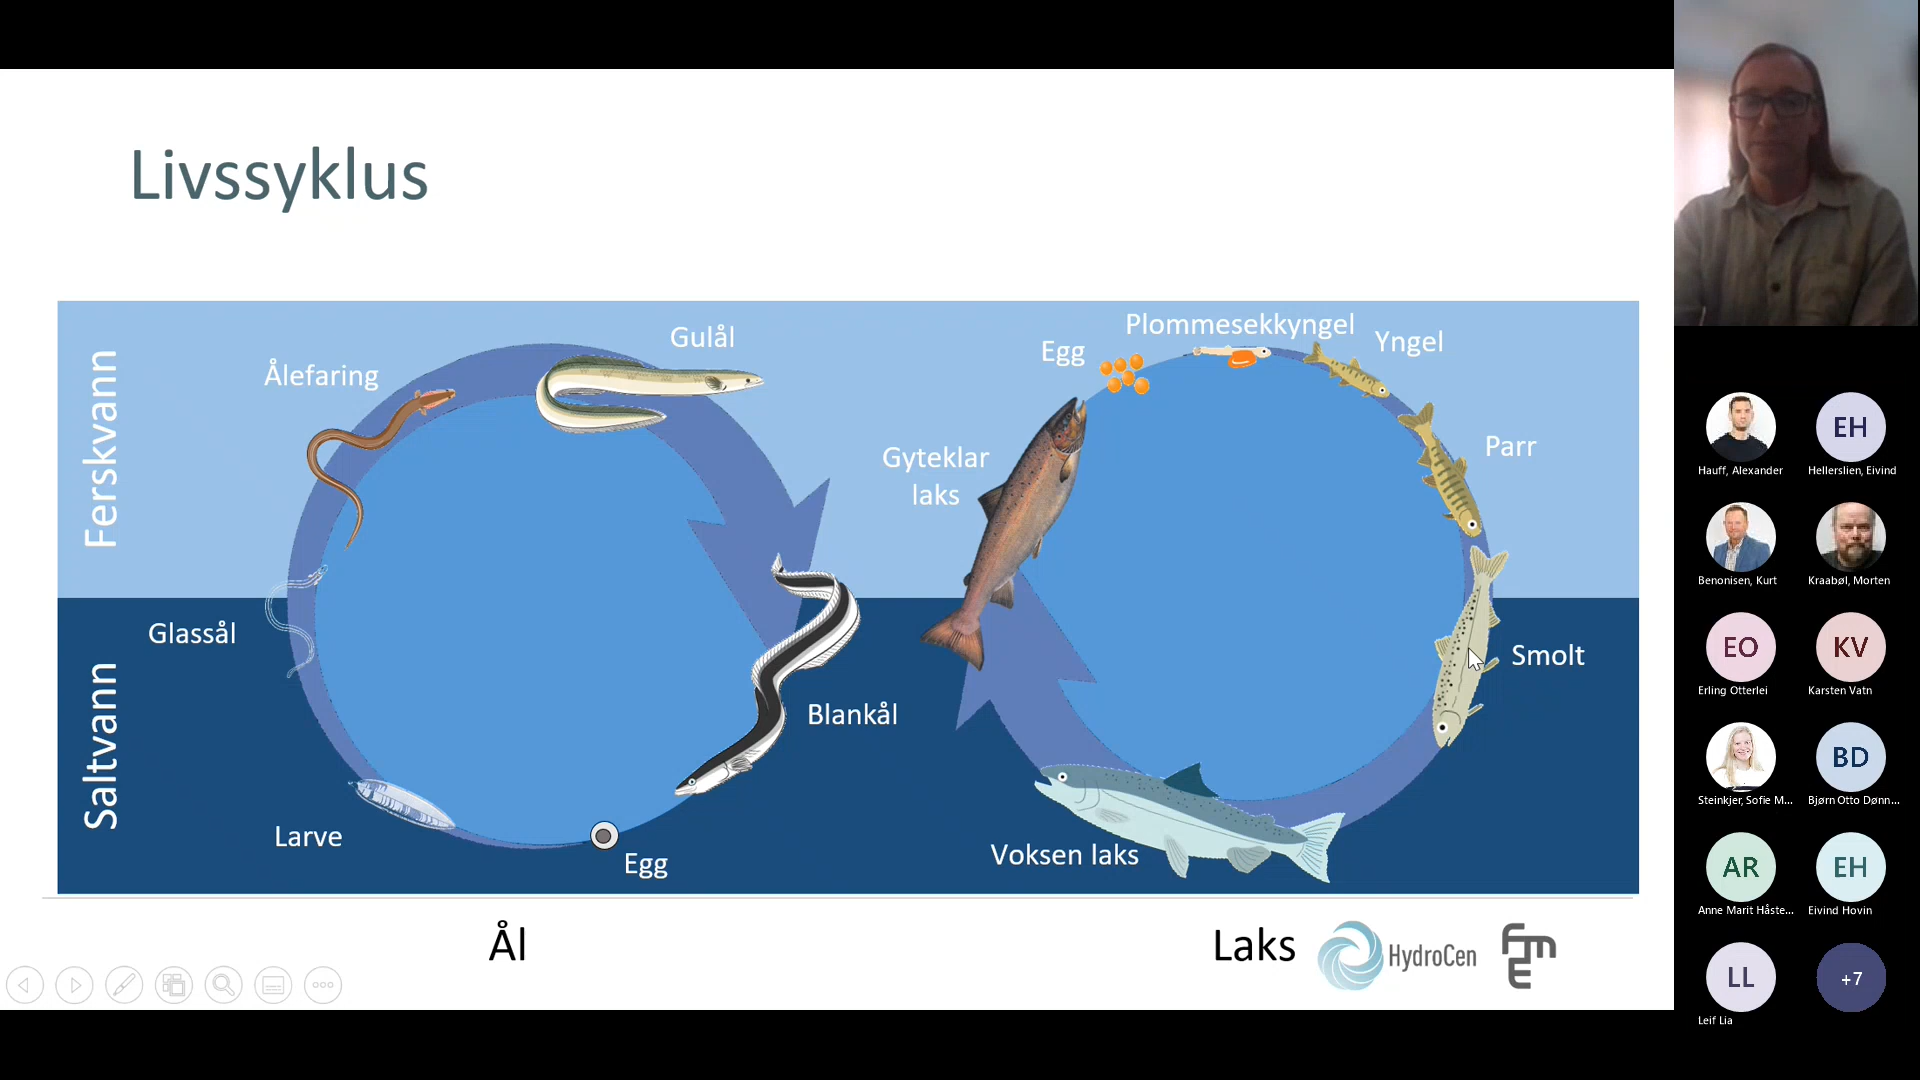 Livssyklus
Ferskvann
Saltvann
Ålefaring
Gulål
Glassål
Larve
Egg
Blankål
Egg
Plommesekkyngel
Yngel
Parr
Gyteklar
laks
Smolt
Voksen laks
Ål
Laks
HydroCen
FME
Hauff, Alexander
EH
Hellerslien, Eivind
Benonisen, Kurt
Kraabøl, Morten
EO
Erling Otterlei
KV
Karsten Vatn
Steinkjer, Sofie M...
BD
Bjørn Otto Dønn...
AR
Anne Marit Håste...
EH
Eivind Hovin
LL
Leif Lia
+7